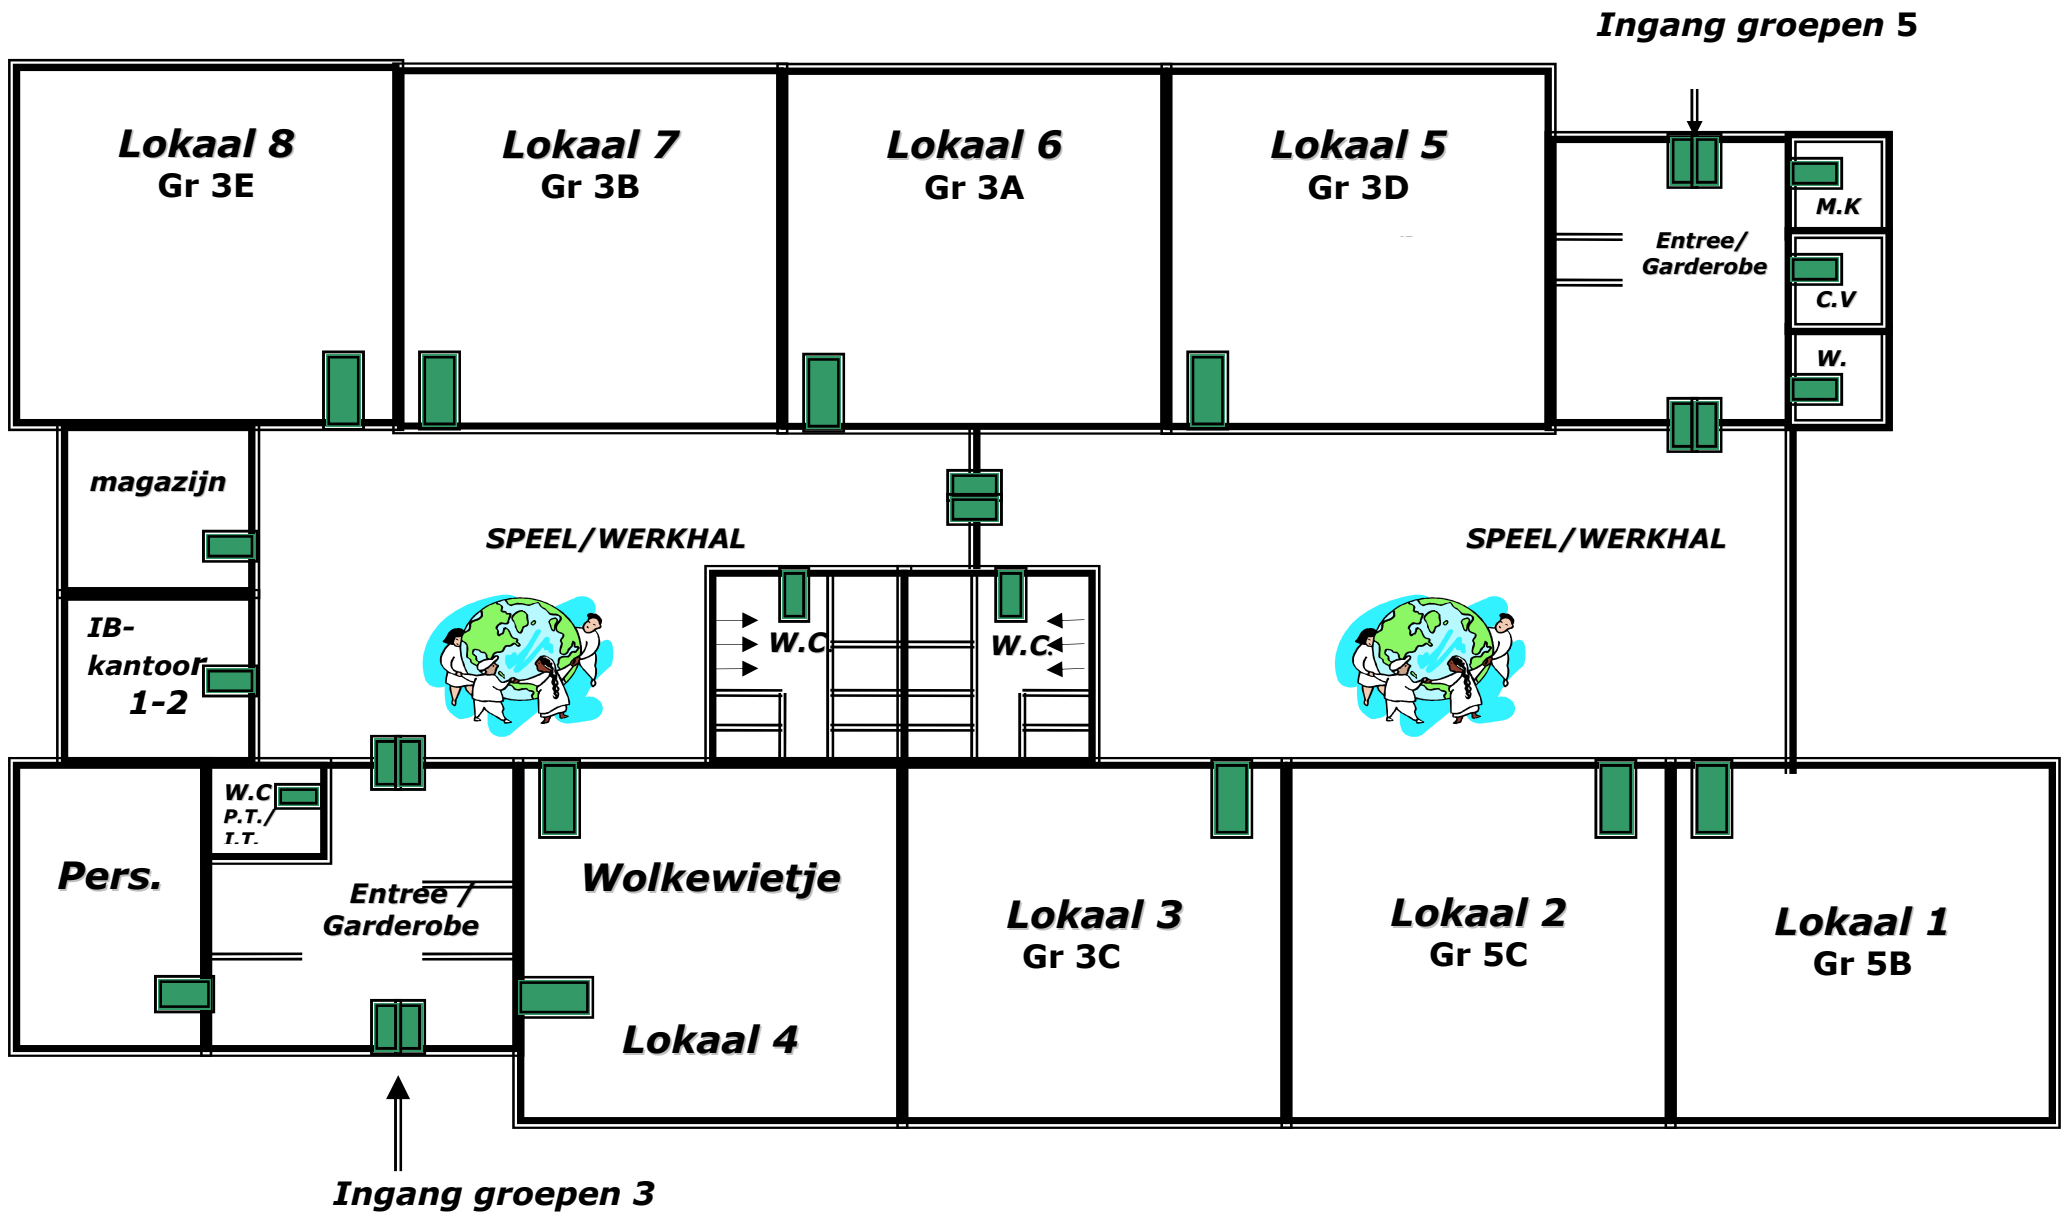 Ingang groepen 5
Lokaal 8
Gr 3E
Lokaal 7
Gr 3B
Lokaal 6
Gr 3A
Lokaal 5
Gr 3D
Entree/
Garderobe
M.K
C.V
W.
magazijn
SPEEL/WERKHAL
SPEEL/WERKHAL
IB-
kantoor
1-2
W.C.
W.C.
W.C
P.T./
I.T.
Pers.
Entree /
Garderobe
Wolkewietje
Lokaal 4
Lokaal 3
Gr 3C
Lokaal 2
Gr 5C
Lokaal 1
Gr 5B
Ingang groepen 3